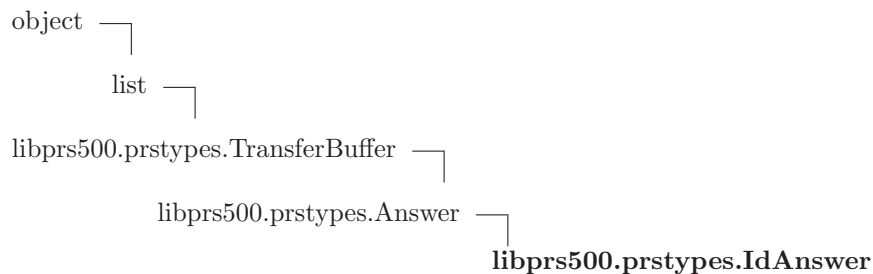 object
list
libprs500.prstypes.TransferBuffer
libprs500.prstypes.Answer
libprs500.prstypes.IdAnswer